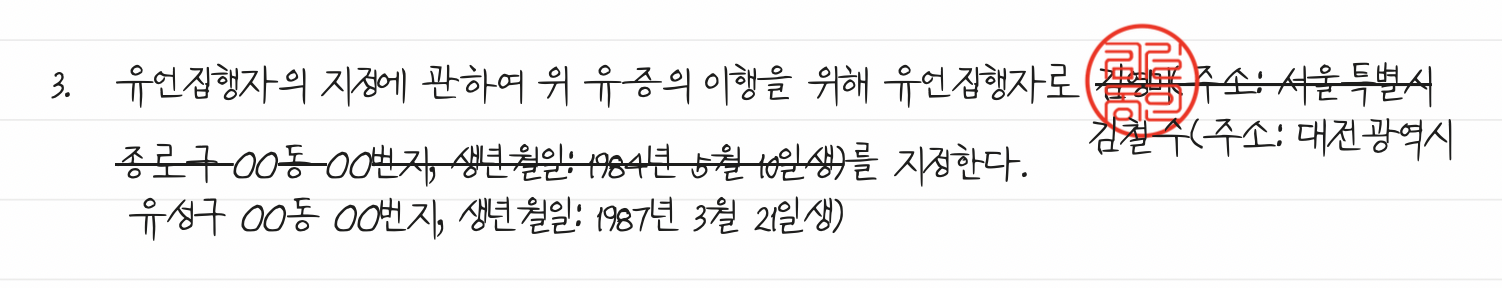 3. 유언집행자의 지정에 관하여 위 유증의 이행을 위해 유언집행자로 주소: 서울특별시
김철수(주소: 대전광역시
종로구 OO동 OO번지, 생년월일: 1984년 5월 10일생)를 지정한다.
유성구 OO동 OO번지, 생년월일: 1987년 3월 21일생)